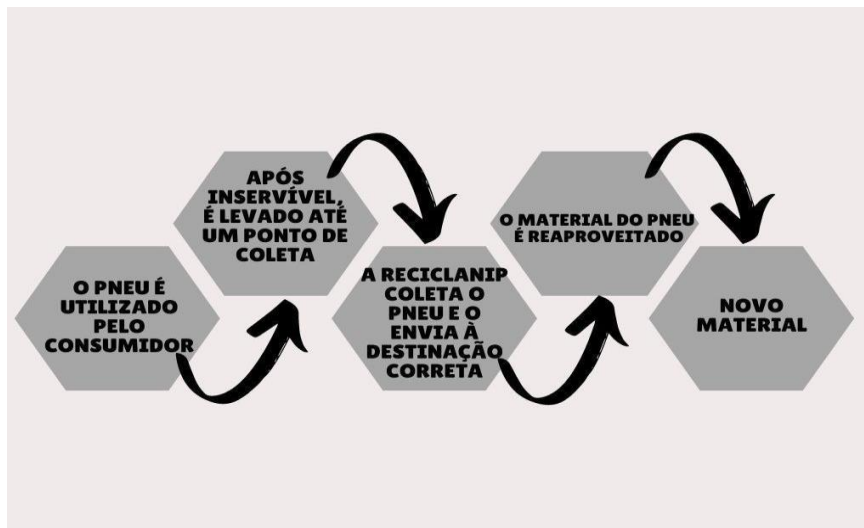 O PNEU É
UTILIZADO
PELO
CONSUMIDOR
APÓS
INSERVÍVEL,
É LEVADO ATÉ
UM PONTO DE
COLETA
A RECICLANIP
COLETA O
PNEU E O
ENVIA À
DESTINAÇÃO
CORRETA
O MATERIAL DO PNEU
É REAPROVEITADO
NOVO
MATERIAL